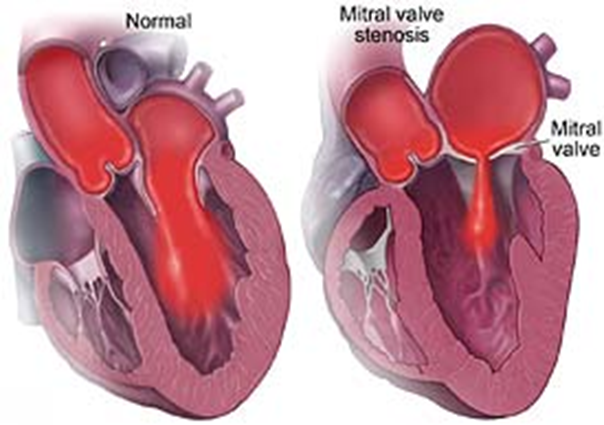 Normal
Mitral valve
stenosis
Mitral
valve